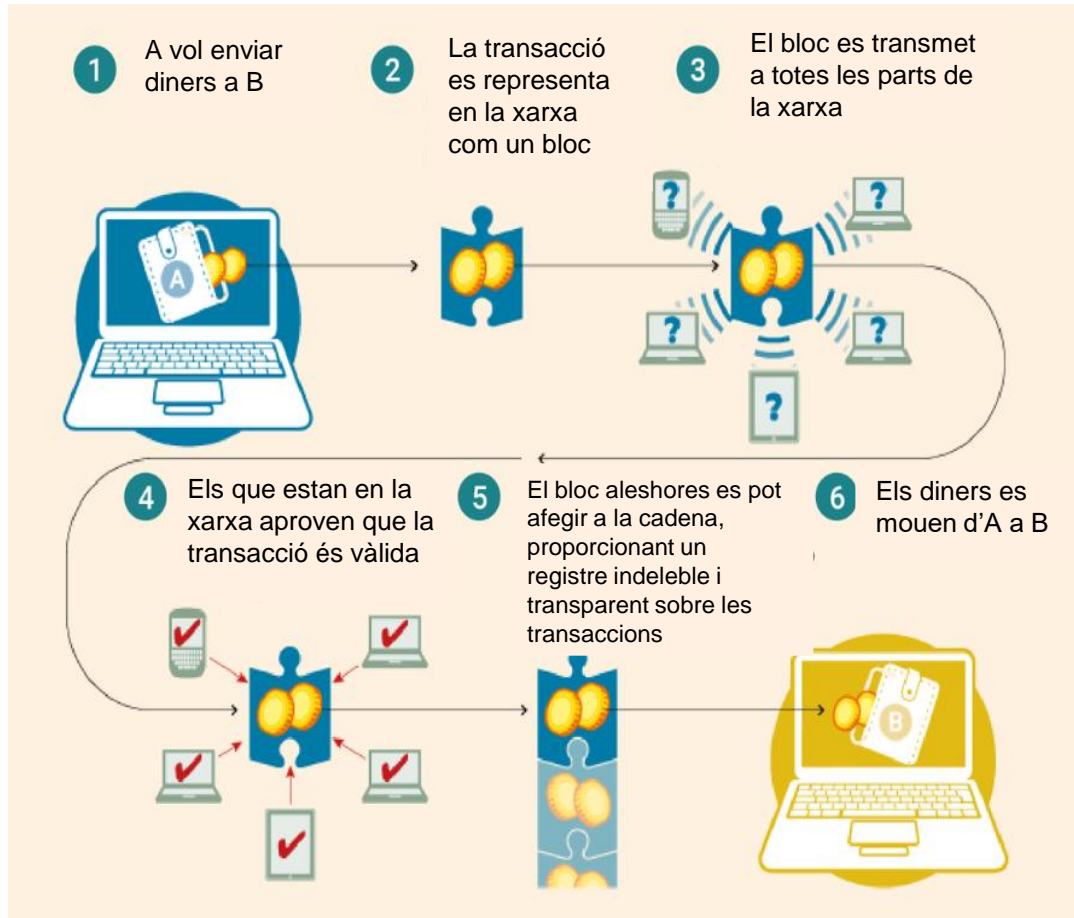 1
A vol enviar
diners a B
2
La transacció
es representa
en la xarxa
com un bloc
3
El bloc es transmet
a totes les parts de
la xarxa
A
?
?
?
?
?
4
Els que estan en la
xarxa aproven que la
transacció és vàlida
5
El bloc aleshores es pot
afegir a la cadena,
proporcionant un
registre indeleble i
transparent sobre les
transaccions
6
Els diners es
mouen d’A a B
B